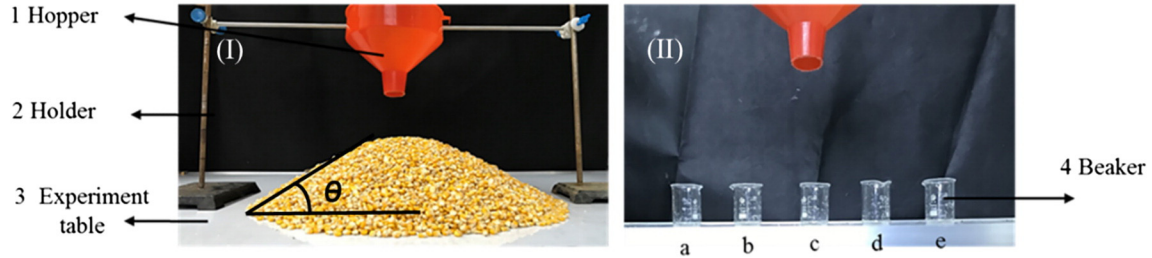 1 Hopper
(I)
(II)
2 Holder
θ
3 Experiment
table
4 Beaker
a b c d e